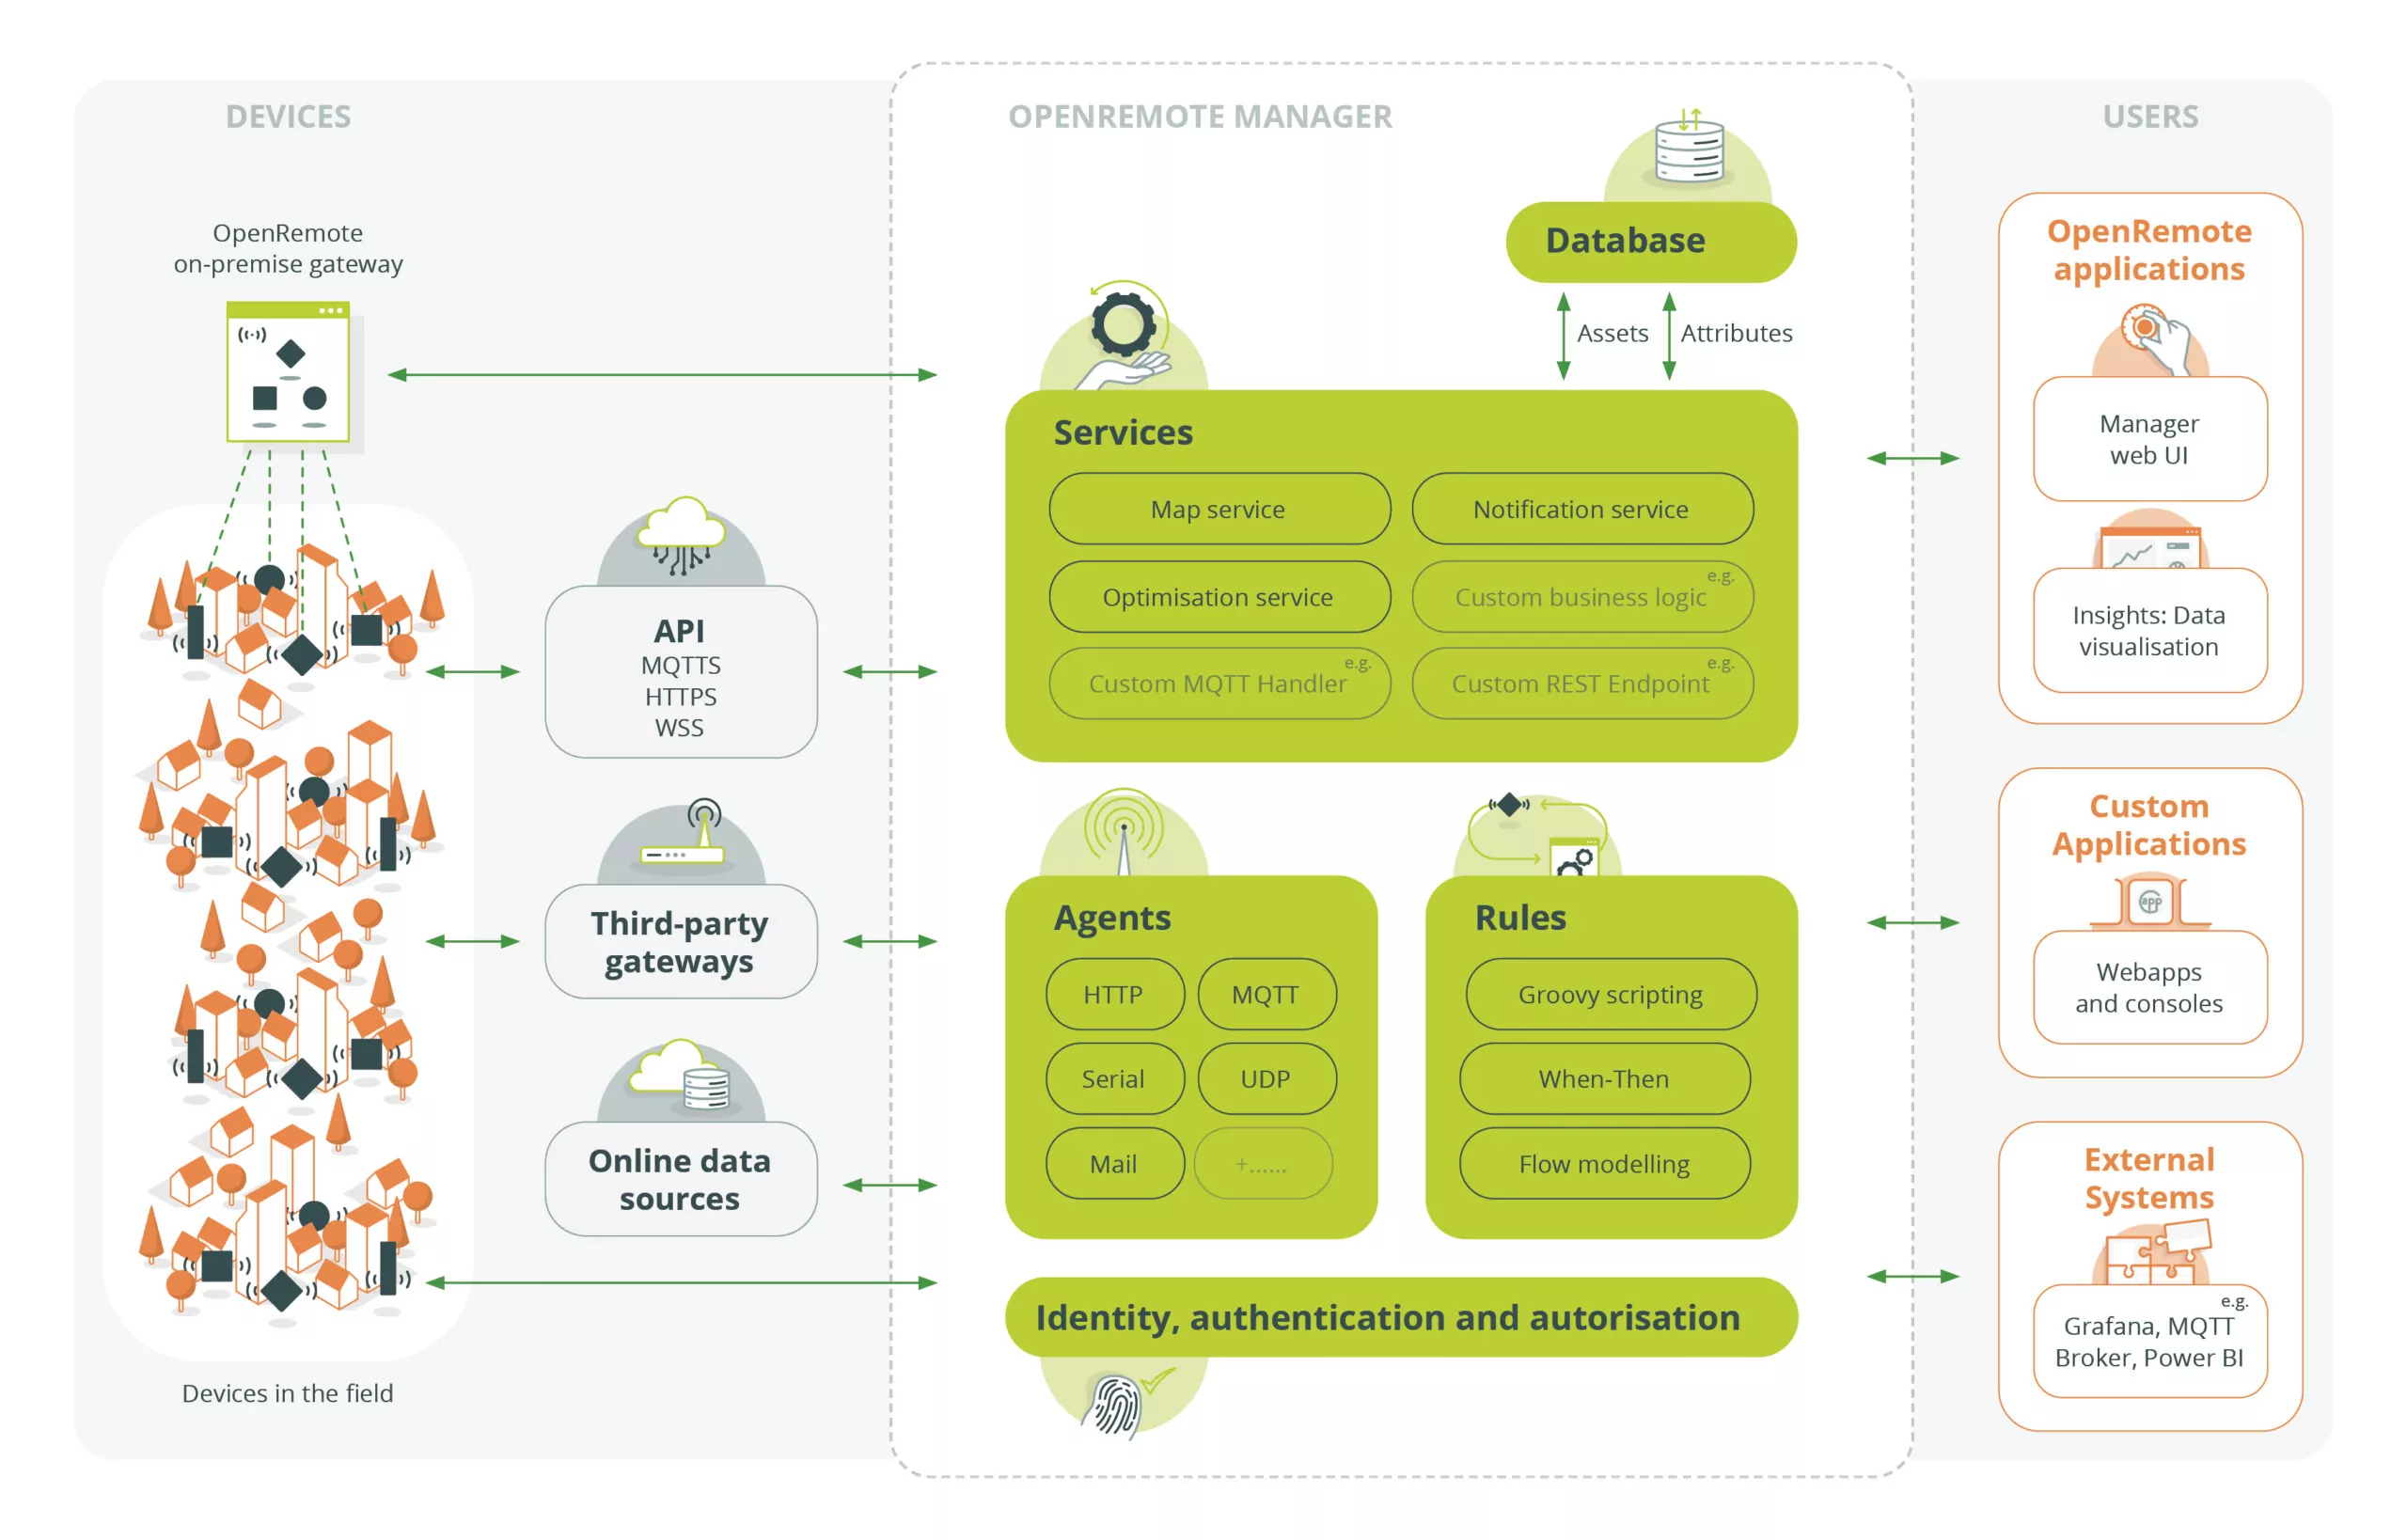 DEVICES
OpenRemote
on-premise gateway
Devices in the field
API
MQTTS
HTTPS
WSS
Third-party
gateways
Online data
sources
OPENREMOTE MANAGER
Database
Assets
Attributes
Services
Map service
Notification service
Optimisation service
e.g.
Custom business logic
e.g.
Custom MQTT Handler
e.g.
Custom REST Endpoint
Agents
HTTP
MQTT
Serial
UDP
Mail
+......
Rules
Groovy scripting
When-Then
Flow modelling
Identity, authentication and autorisation
USERS
OpenRemote
applications
Manager
web UI
Insights: Data
visualisation
Custom
Applications
app
Webapps
and consoles
External
Systems
e.g.
Grafana, MQTT
Broker, Power BI